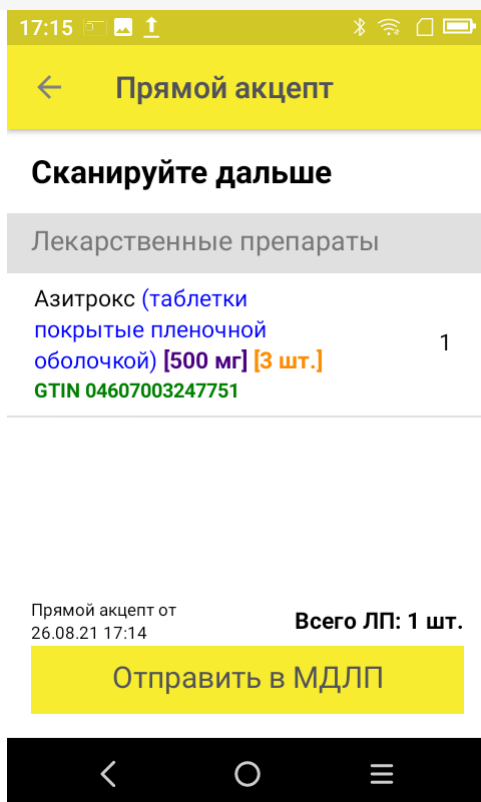 17:15
Прямой акцепт
Сканируйте дальше
Лекарственные препараты
Азитрокс (таблетки
покрытые пленочной
оболочкой) [500 мг] [3 шт.]
GTIN 04607003247751
1
Прямой акцепт от
26.08.21 17:14
Всего ЛП: 1 шт.
Отправить в МДЛП